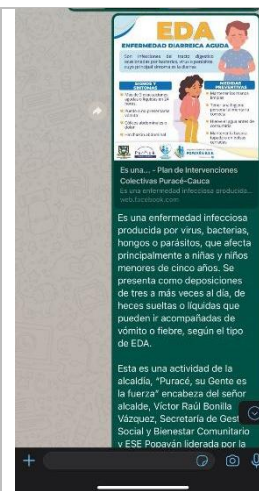 EDA
ENFERMEDAD DIARREICA AGUDA
SIGNOS Y
SINTOMAS
MEDIDAS
PREVENTIVAS
Es una... - Plan de Intervenciones
Colectivas Puracé-Cauca
Es una enfermedad infecciosa producida...
web.facebook.com
Es una enfermedad infecciosa
producida por virus, bacterias,
hongos o parásitos, que afecta
principalmente a niñas y niños
menores de cinco años. Se
presenta como deposiciones
de tres a más veces al día, de
heces sueltas o líquidas que
pueden ir acompañadas de
vómito o fiebre, según el tipo
de EDA.
Esta es una actividad de la
alcaldía, "Puracé, su Gente es
la fuerza" encabeza del señor
alcalde, Víctor Raúl Bonilla
Vázquez, Secretaría de Gest
Social y Bienestar Comunitario
y ESE Popayán liderada por la